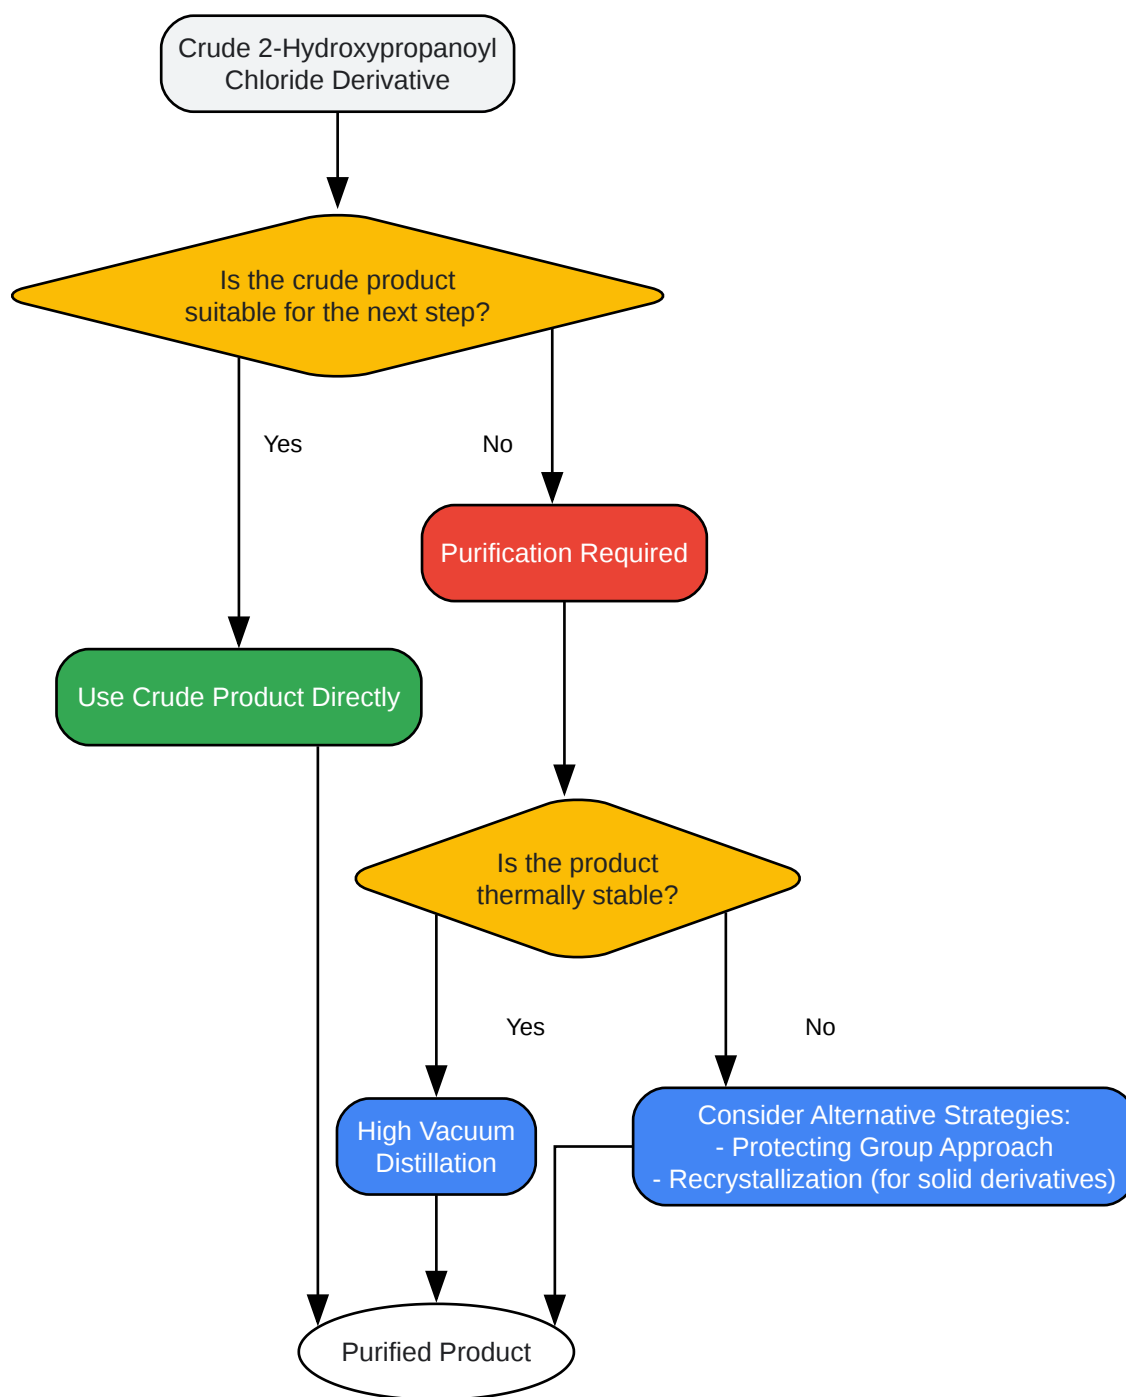 Crude 2-Hydroxypropanoyl
Chloride Derivative
Is the crude product
suitable for the next step?
Yes
No
Purification Required
Use Crude Product Directly
Is the product
thermally stable?
Yes
No
High Vacuum
Distillation
Consider Alternative Strategies:
- Protecting Group Approach
- Recrystallization (for solid derivatives)
Purified Product